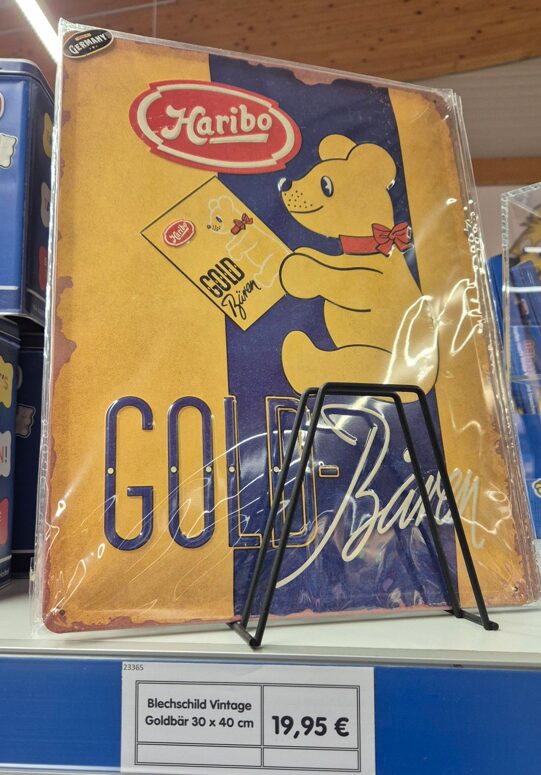 GERMANY
Haribo
Haribo
GOLD
Bären
GOLD-
Bären
23365
Blechschild Vintage
Goldbär 30 x 40 cm
19,95 €